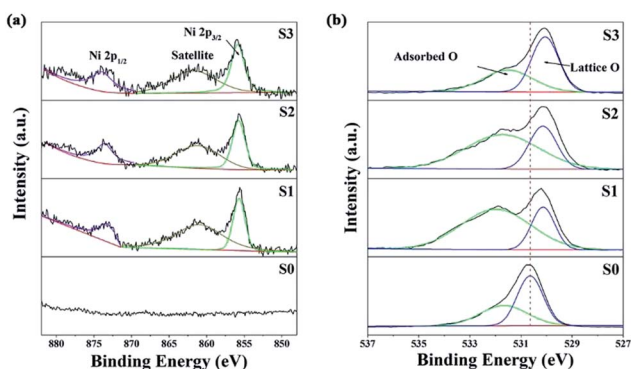 (a)
Intensity (a.u.)
Ni 2p1/2
Satellite
Ni 2p3/2
S3
S2
S1
S0
880 875 870 865 860 855 850
Binding Energy (eV)
(b)
Intensity (a.u.)
Adsorbed O
Lattice O
S3
S2
S1
S0
537 535 533 531 529 527
Binding Energy (eV)